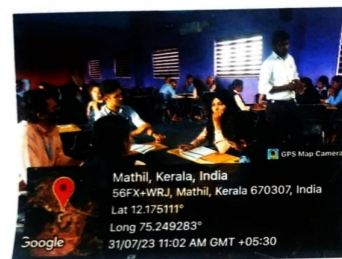 GPS Map Camera
Mathil, Kerala, India
56FX+WRJ, Mathil, Kerala 670307, India
Lat 12.175111°
Long 75.249283°
31/07/23 11:02 AM GMT +05:30
Google